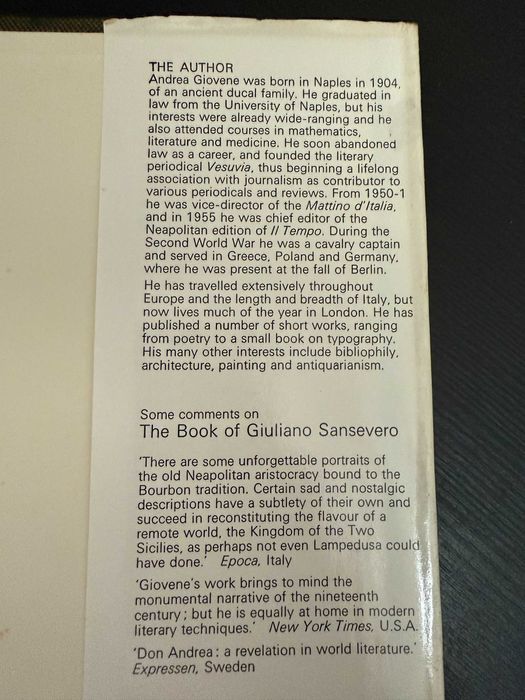 THE AUTHOR
Andrea Giovene was born in Naples in 1904,
of an ancient ducal family. He graduated in
law from the University of Naples, but his
interests were already wide-ranging and he
also attended courses in mathematics,
literature and medicine. He soon abandoned
law as a career, and founded the literary
periodical Vesuvia, thus beginning a lifelong
association with journalism as contributor to
various periodicals and reviews. From 1950-1
he was vice-director of the Mattino d'Italia,
and in 1955 he was chief editor of the
Neapolitan edition of Il Tempo. During the
Second World War he was a cavalry captain
and served in Greece, Poland and Germany,
where he was present at the fall of Berlin.
He has travelled extensively throughout
Europe and the length and breadth of Italy, but
now lives much of the year in London. He has
published a number of short works, ranging
from poetry to a small book on typography.
His many other interests include bibliophily,
architecture, painting and antiquarianism.
Some comments on
The Book of Giuliano Sansevero
'There are some unforgettable portraits of
the old Neapolitan aristocracy bound to the
Bourbon tradition. Certain sad and nostalgic
descriptions have a subtlety of their own and
succeed in reconstituting the flavour of a
remote world, the Kingdom of the Two
Sicilies, as perhaps not even Lampedusa could
have done.' Epoca, Italy
'Giovene's work brings to mind the
monumental narrative of the nineteenth
century; but he is equally at home in modern
literary techniques.' New York Times, U.S.A.
'Don Andrea: a revelation in world literature.'
Expressen, Sweden